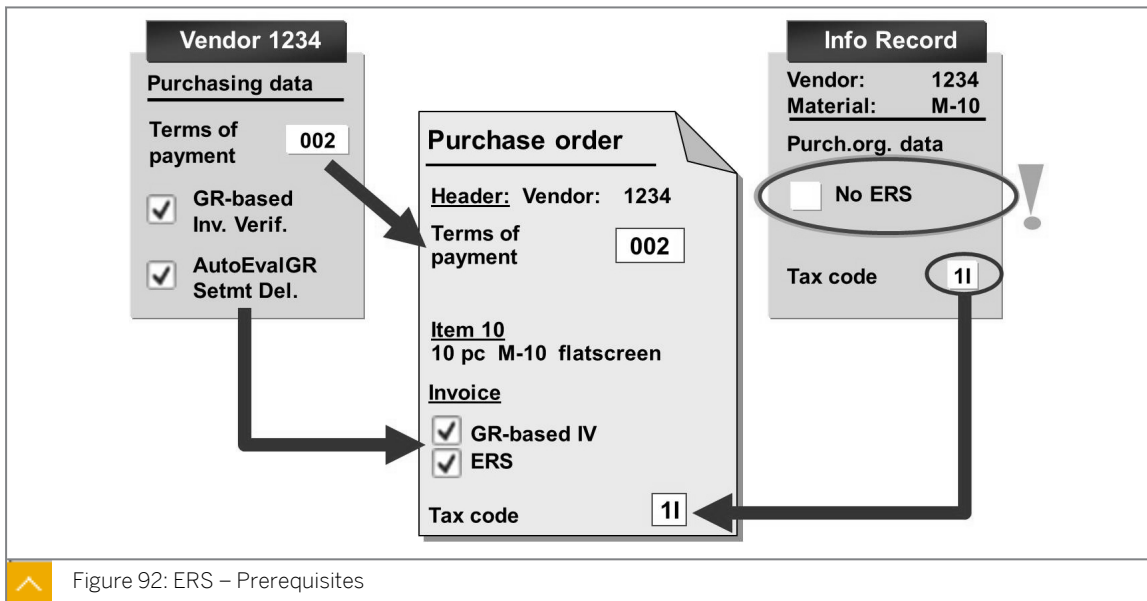 Vendor 1234
Purchasing data
Terms of
payment
002
GR-based
Inv. Verif.
AutoEvalGR
Setmt Del.
Purchase order
Header: Vendor: 1234
Terms of
payment
002
Item 10
10 pc M-10 flatscreen
Invoice
GR-based IV
ERS
Tax code
1I
Info Record
Vendor: 1234
Material: M-10
Purch.org. data
No ERS
!
Tax code
1I
Figure 92: ERS – Prerequisites